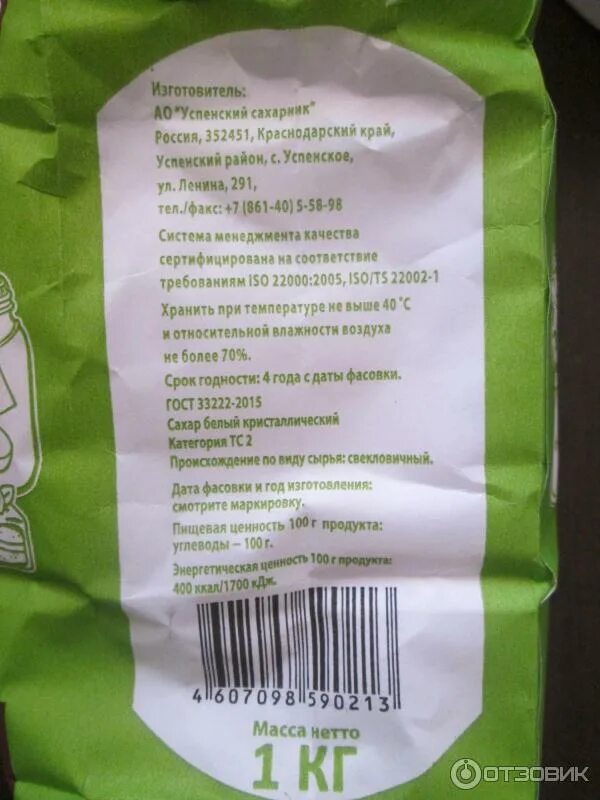 Изготовитель:
АО "Успенский сахарник"
Россия, 352451, Краснодарский край,
Успенский район, с. Успенское,
ул. Ленина, 291,
тел./факс: +7 (861-40) 5-58-98
Система менеджмента качества
сертифицирована на соответствие
требованиям ISO 22000:2005, ISO/TS 22002-1
Хранить при температуре не выше 40 °С
и относительной влажности воздуха
не более 70%.
Срок годности: 4 года с даты фасовки.
ГОСТ 33222-2015
Сахар белый кристаллический
Категория ТС 2
Происхождение по виду сырья: свекловичный.
Дата фасовки и год изготовления:
смотрите маркировку.
Пищевая ценность 100 г продукта:
углеводы – 100 г.
Энергетическая ценность 100 г продукта:
400 ккал/1700 кДж.
4 607098 590213
Масса нетто
1 КГ
ОТЗОВИК